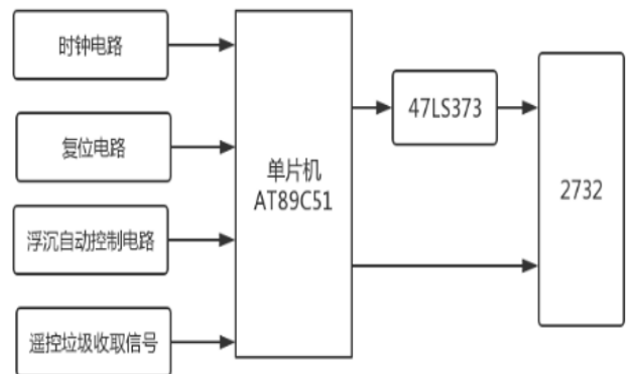 时钟电路
复位电路
浮沉自动控制电路
遥控垃圾收取信号
单片机
AT89C51
47LS373
2732